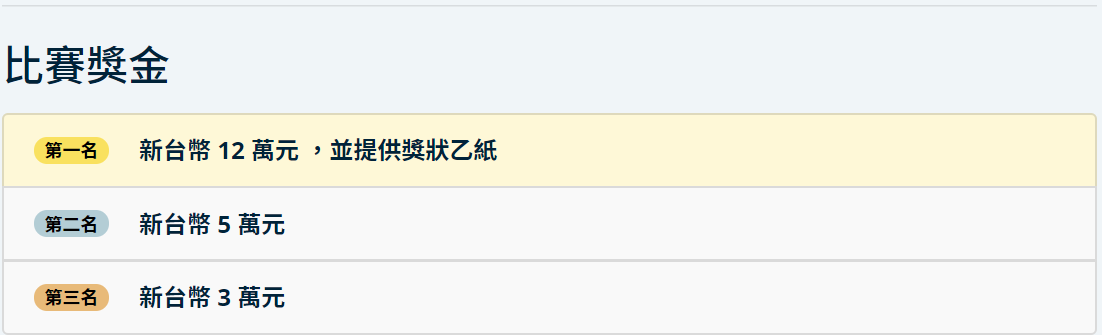 比賽獎金
第一名 新台幣 12 萬元 ，並提供獎狀乙紙
第二名 新台幣 5 萬元
第三名 新台幣 3 萬元